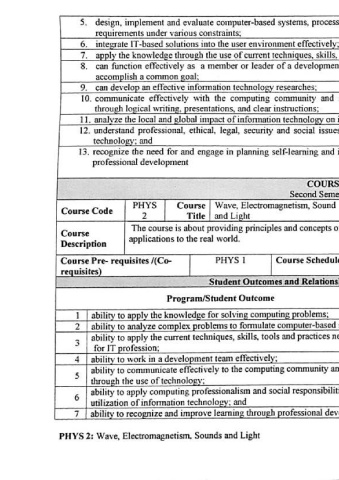 5. design, implement and evaluate computer-based systems, process
requirements under various constraints;
6. integrate IT-based solutions into the user environment effectively;
7. apply the knowledge through the use of current techniques, skills,
8. can function effectively as a member or leader of a
accomplish a common goal;
9. can develop an effective information technology researches;
10. communicate effectively with the computing community and
through logical writing, presentations, and clear instructions;
11. analyze the local and global impact of information technology on
12. understand professional, ethical, legal, security and social issues
technology; and
13. recognize the need for and engage in planning self-learning and
professional development
COURS
Second Seme
Course Code PHYS 2 Course Title Wave, Electromagnetism, Sound and Light
Course Description The course is about providing principles and concepts
applications to the real world.
Course Pre- requisites /(Co-requisites) PHYS 1 Course Schedul
Student Outcomes and Relations
Program/Student Outcome
1 ability to apply the knowledge for solving computing problems;
2 ability to analyze complex problems to formulate computer-based
3 ability to apply the current techniques, skills, tools and practices
for IT profession;
4 ability to work in a development team effectively;
5 ability to communicate effectively to the computing community
through the use of technology;
6 ability to apply computing professionalism and social
utilization of information technology; and
7 ability to recognize and improve learning through professional
PHYS 2: Wave, Electromagnetism, Sounds and Light